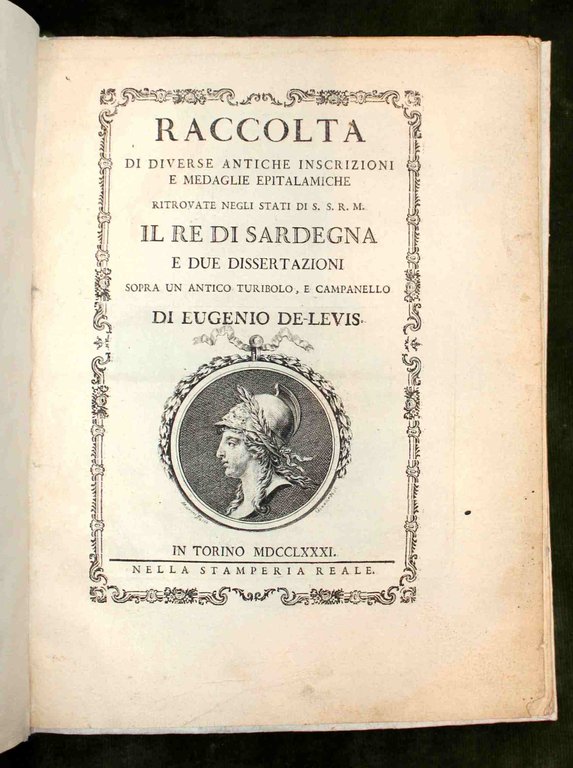 RACCOLTA
DI DIVERSE ANTICHE INSCRIZIONI
E MEDAGLIE EPITALAMICHE
RITROVATE NEGLI STATI DI S. S. R. M.
IL RE DI SARDEGNA
E DUE DISSERTAZIONI
SOPRA UN ANTICO TURIBOLO, E CAMPANELLO
DI EUGENIO DE-LEVIS.
IN TORINO MDCCLXXXI.
NELLA STAMPERIA REALE.